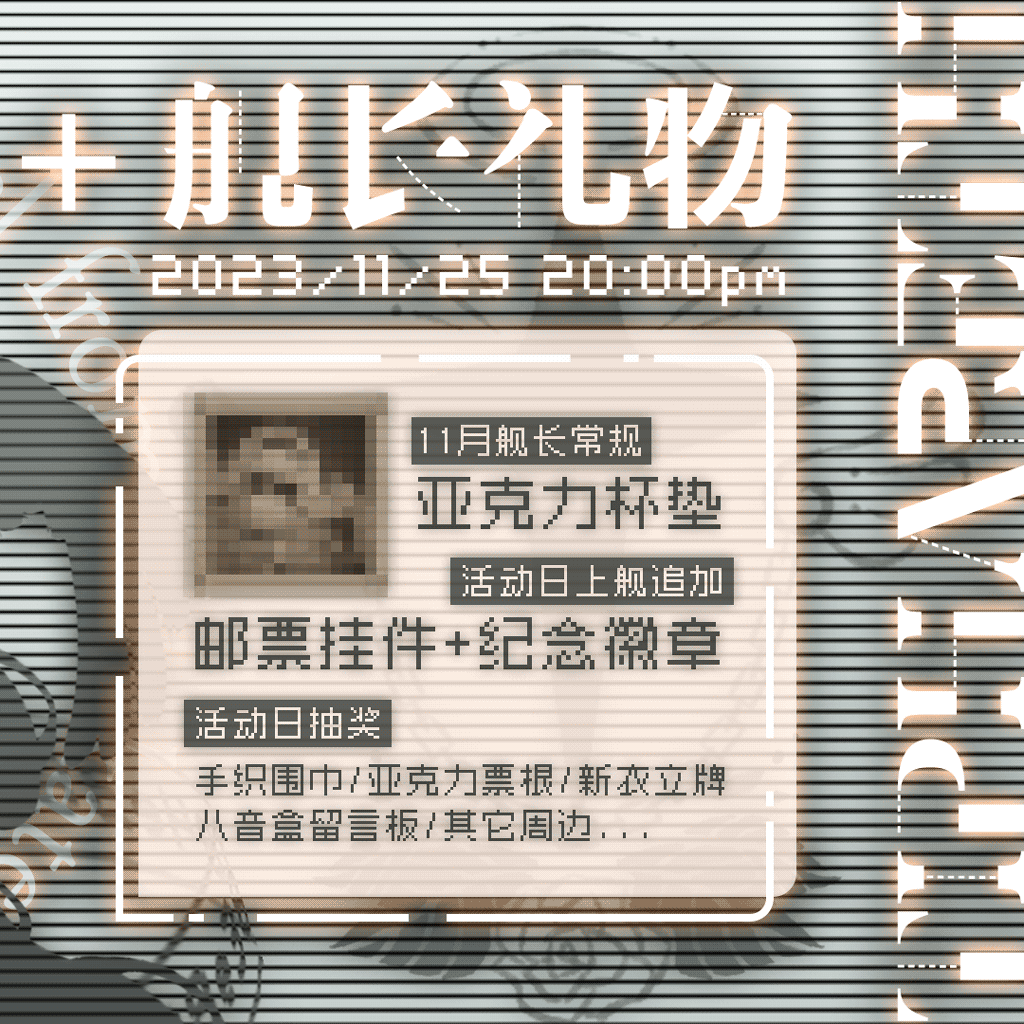 + 舰长礼物
2023/11/25 20:00pm
11月舰长常规
亚克力杯垫
活动日上舰追加
邮票挂件+纪念徽章
活动日抽奖
手织围巾/亚克力票根/新衣立牌
八音盒留言板/其它周边...